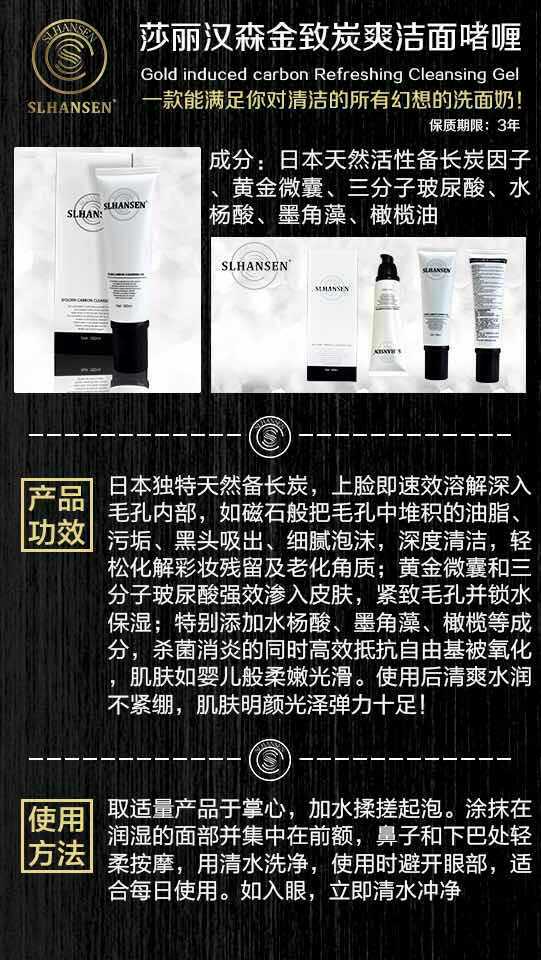 SLHANSEN
SLHANSEN®
莎丽汉森金致炭爽洁面啫喱
Gold induced carbon Refreshing Cleansing Gel
一款能满足你对清洁的所有幻想的洗面奶！
保质期限：3年
成分：日本天然活性备长炭因子
、黄金微囊、三分子玻尿酸、水
杨酸、墨角藻、橄榄油
SLHANSEN
SLHANSEN
SLHANSEN
SLHANSEN
SLHANSEN
SLHANSEN
产品
功效
日本独特天然备长炭，上脸即速效溶解深入
毛孔内部，如磁石般把毛孔中堆积的油脂、
污垢、黑头吸出、细腻泡沫，深度清洁，轻
松化解彩妆残留及老化角质；黄金微囊和三
分子玻尿酸强效渗入皮肤，紧致毛孔并锁水
保湿；特别添加水杨酸、墨角藻、橄榄等成
分，杀菌消炎的同时高效抵抗自由基被氧化
，肌肤如婴儿般柔嫩光滑。使用后清爽水润
不紧绷，肌肤明颜光泽弹力十足！
使用
方法
取适量产品于掌心，加水揉搓起泡。涂抹在
润湿的面部并集中在前额，鼻子和下巴处轻
柔按摩，用清水洗净，使用时避开眼部，适
合每日使用。如入眼，立即清水冲净